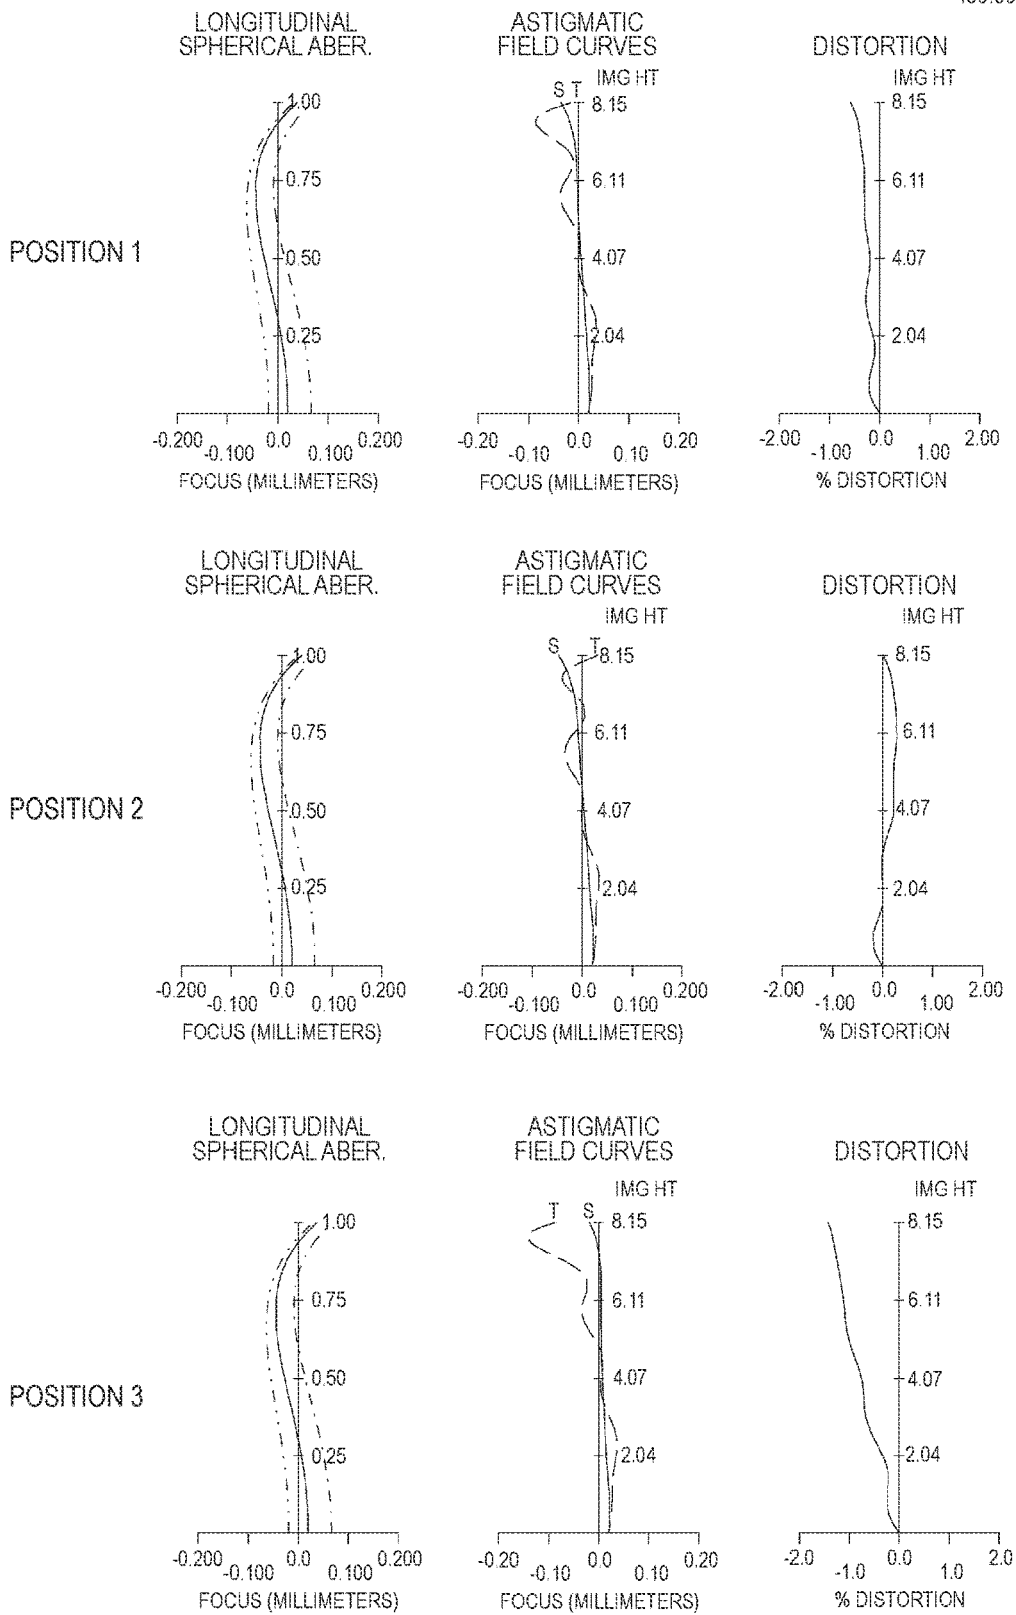 LONGITUDINAL
SPHERICAL ABER.
ASTIGMATIC
FIELD CURVES
DISTORTION
IMG HT
IMG HT
S T
1.00
8.15
8.15
0.75
6.11
6.11
POSITION 1
0.50
4.07
4.07
0.25
2.04
2.04
-0.200 0.0 0.200
-0.100 0.100
FOCUS (MILLIMETERS)
-0.20 0.0 0.20
-0.10 0.10
FOCUS (MILLIMETERS)
-2.00 0.0 2.00
-1.00 1.00
% DISTORTION
LONGITUDINAL
SPHERICAL ABER.
ASTIGMATIC
FIELD CURVES
DISTORTION
IMG HT
IMG HT
S T
1.00
8.15
8.15
0.75
6.11
6.11
POSITION 2
0.50
4.07
4.07
0.25
2.04
2.04
-0.200 0.0 0.200
-0.100 0.100
FOCUS (MILLIMETERS)
-0.200 0.0 0.200
-0.100 0.100
FOCUS (MILLIMETERS)
-2.00 0.0 2.00
-1.00 1.00
% DISTORTION
LONGITUDINAL
SPHERICAL ABER.
ASTIGMATIC
FIELD CURVES
DISTORTION
IMG HT
IMG HT
T S
1.00
8.15
8.15
0.75
6.11
6.11
POSITION 3
0.50
4.07
4.07
0.25
2.04
2.04
-0.200 0.0 0.200
-0.100 0.100
FOCUS (MILLIMETERS)
-0.20 0.0 0.20
-0.10 0.10
FOCUS (MILLIMETERS)
-2.0 0.0 2.0
-1.0 1.0
% DISTORTION